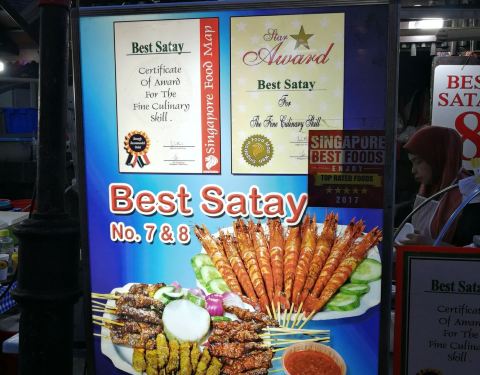 Best Satay
Certificate
Of Award
For The
Fine Culinary
Skill.
Singapore Food Map
Star
Award
Best Satay
For
The Fine Culinary Skill
SINGAPORE
BEST FOODS
ENJOY
TOP RATED FOODS
2017
Best Satay
No. 7 & 8
BES
SATA
8
Best Satay
Certificate
Of Award
For The
Fine Culinary
Skill.